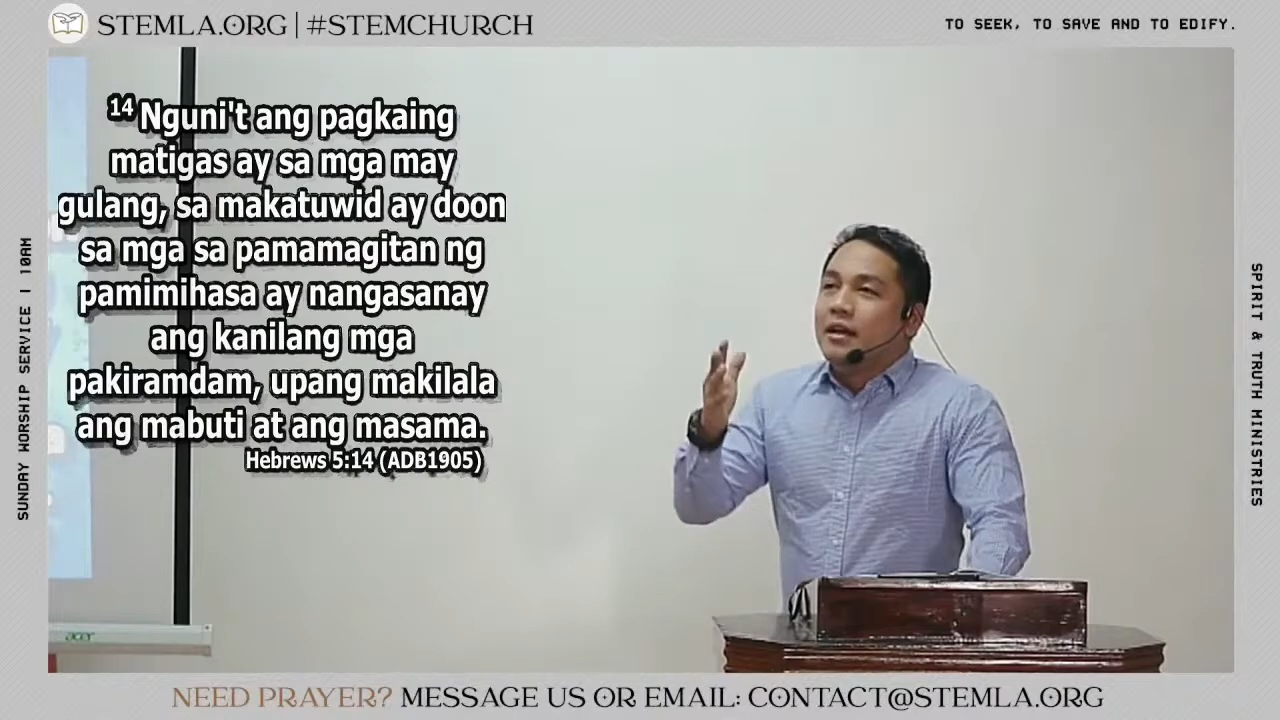 STEMLA.ORG | #STEMCHURCH
TO SEEK, TO SAVE AND TO EDIFY.
14 Nguni't ang pagkaing
matigas ay sa mga may
gulang, sa makatuwid ay doon
sa mga sa pamamagitan ng
pamimihasa ay nangasanay
ang kanilang mga
pakiramdam, upang makilala
ang mabuti at ang masama.
Hebrews 5:14 (ADB1905)
SUNDAY WORSHIP SERVICE | 10AM
SPIRIT & TRUTH MINISTRIES
acer
NEED PRAYER? MESSAGE US OR EMAIL: CONTACT@STEMLA.ORG